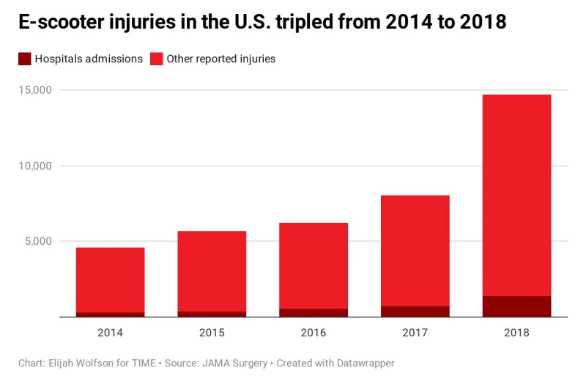 E-scooter injuries in the U.S. tripled from 2014 to 2018
Hospitals admissions Other reported injuries
15,000
10,000
5,000
2014 2015 2016 2017 2018
Chart: Elijah Wolfson for TIME • Source: JAMA Surgery • Created with Datawrapper